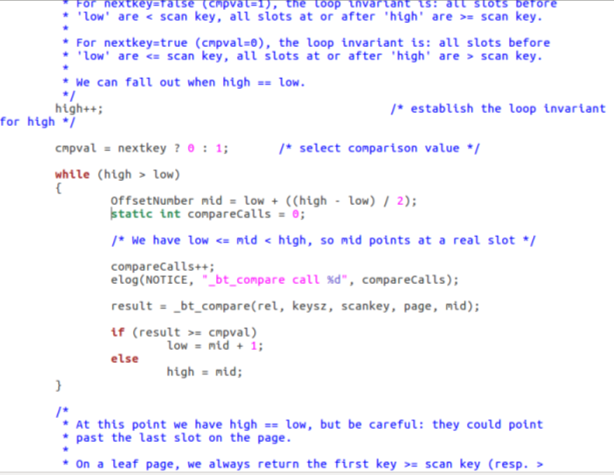 * For nextkey=false (cmpval=1), the loop invariant is: all slots before
* 'low' are < scan key, all slots at or after 'high' are >= scan key.
*
* For nextkey=true (cmpval=0), the loop invariant is: all slots before
* 'low' are <= scan key, all slots at or after 'high' are > scan key.
*
* We can fall out when high == low.
*/
high++; /* establish the loop invariant
for high */
cmpval = nextkey ? 0 : 1; /* select comparison value */
while (high > low)
{
OffsetNumber mid = low + ((high - low) / 2);
static int compareCalls = 0;
/* We have low <= mid < high, so mid points at a real slot */
compareCalls++;
elog(NOTICE, "_bt_compare call %d", compareCalls);
result = _bt_compare(rel, keysz, scankey, page, mid);
if (result >= cmpval)
low = mid + 1;
else
high = mid;
}
/*
* At this point we have high == low, but be careful: they could point
* past the last slot on the page.
*
* On a leaf page, we always return the first key >= scan key (resp. >